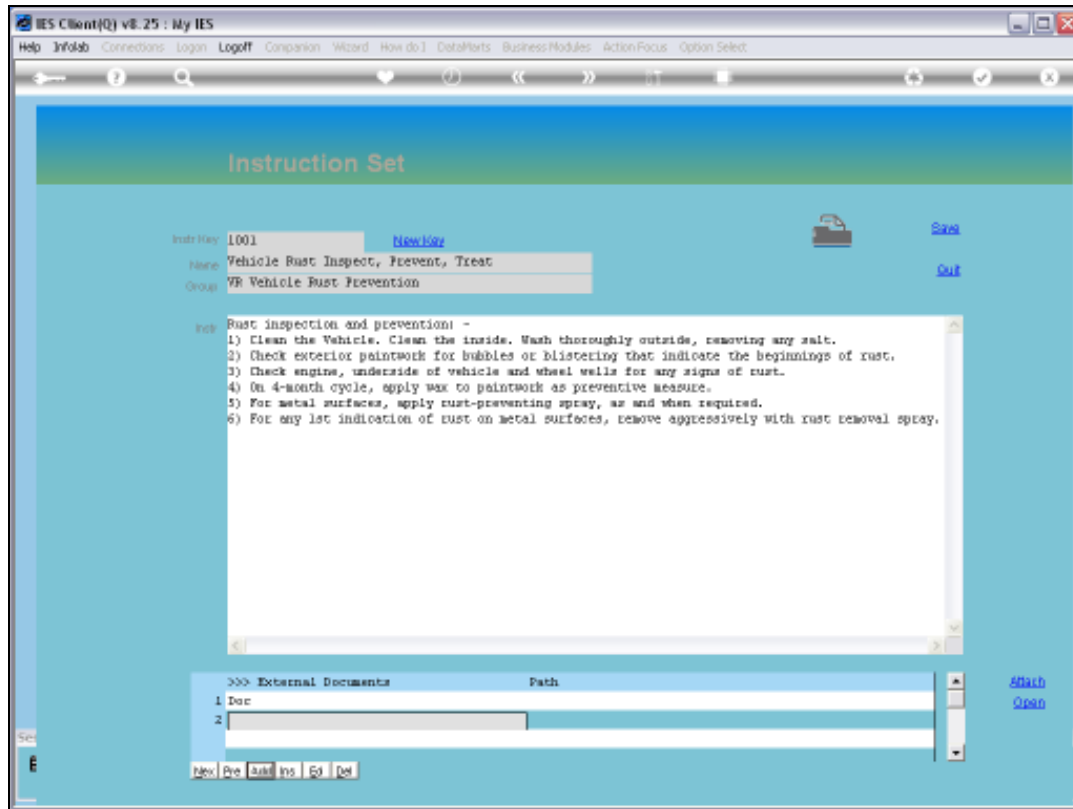 IES Client(Q) v8.25 : My IES
Help Infolab Connections Logon Logoff Companion Wizard How do I DataMarts Business Modules Action Focus Option Select
Instruction Set
Instr Key 1001 New Key
Save
Name Vehicle Rust Inspect, Prevent, Treat
Quit
Group VR Vehicle Rust Prevention
Instr
Rust inspection and prevention: -
1) Clean the Vehicle. Clean the inside. Wash thoroughly outside, removing any salt.
2) Check exterior paintwork for bubbles or blistering that indicate the beginnings of rust.
3) Check engine, underside of vehicle and wheel wells for any signs of rust.
4) On 4-month cycle, apply wax to paintwork as preventive measure.
5) For metal surfaces, apply rust-preventing spray, as and when required.
6) For any 1st indication of rust on metal surfaces, remove aggressively with rust removal spray.
>>> External Documents Path
Attach
1 Doc
Open
2
Nex Pre Add Ins Ed Del